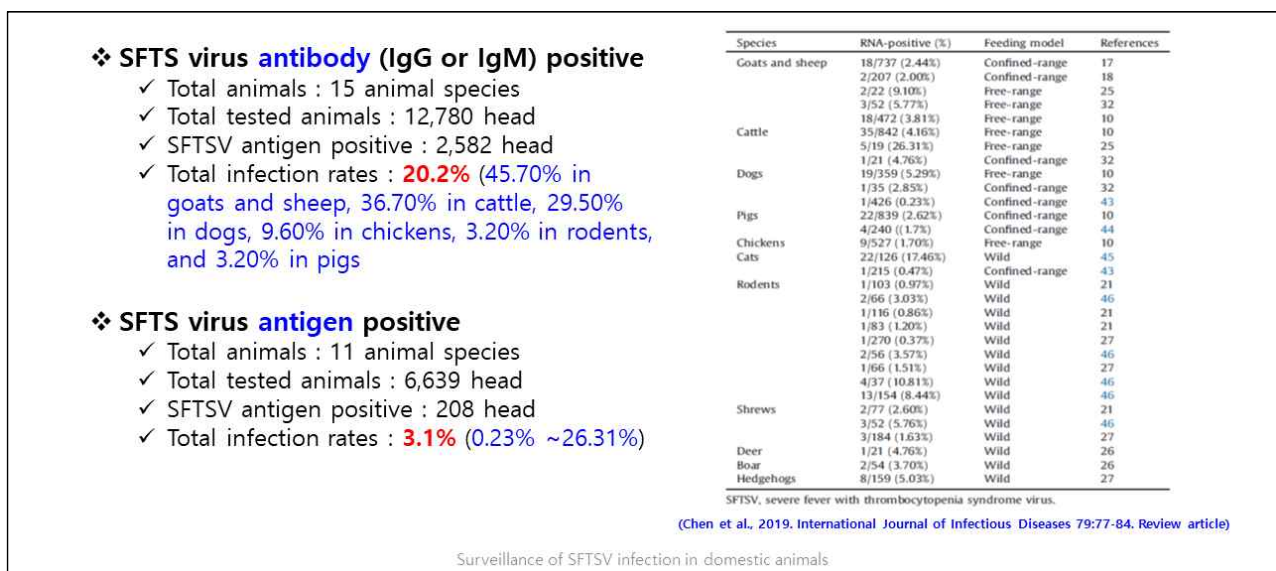 ❖ SFTS virus antibody (IgG or IgM) positive
✓ Total animals : 15 animal species
✓ Total tested animals : 12,780 head
✓ SFTSV antigen positive : 2,582 head
✓ Total infection rates : 20.2% (45.70% in
goats and sheep, 36.70% in cattle, 29.50%
in dogs, 9.60% in chickens, 3.20% in rodents,
and 3.20% in pigs
❖ SFTS virus antigen positive
✓ Total animals : 11 animal species
✓ Total tested animals : 6,639 head
✓ SFTSV antigen positive : 208 head
✓ Total infection rates : 3.1% (0.23% ~26.31%)
Species RNA-positive (%) Feeding model References
Goats and sheep 18/737 (2.44%) Confined-range 17
2/207 (2.00%) Confined-range 18
2/22 (9.10%) Free-range 25
3/52 (5.77%) Free-range 32
18/472 (3.81%) Free-range 10
Cattle 35/842 (4.16%) Free-range 10
5/19 (26.31%) Free-range 25
1/21 (4.76%) Confined-range 32
Dogs 19/359 (5.29%) Free-range 10
1/35 (2.85%) Confined-range 32
1/426 (0.23%) Confined-range 43
Pigs 22/839 (2.62%) Confined-range 10
4/240 ((1.7%) Confined-range 44
Chickens 9/527 (1.70%) Free-range 10
Cats 22/126 (17.46%) Wild 45
1/215 (0.47%) Confined-range 43
Rodents 1/103 (0.97%) Wild 21
2/66 (3.03%) Wild 46
1/116 (0.86%) Wild 21
1/83 (1.20%) Wild 21
1/270 (0.37%) Wild 27
2/56 (3.57%) Wild 46
1/66 (1.51%) Wild 27
4/37 (10.81%) Wild 46
13/154 (8.44%) Wild 46
Shrews 2/77 (2.60%) Wild 21
3/52 (5.76%) Wild 46
3/184 (1.63%) Wild 27
Deer 1/21 (4.76%) Wild 26
Boar 2/54 (3.70%) Wild 26
Hedgehogs 8/159 (5.03%) Wild 27
SFTSV, severe fever with thrombocytopenia syndrome virus.
(Chen et al., 2019. International Journal of Infectious Diseases 79:77-84. Review article)
Surveillance of SFTSV infection in domestic animals